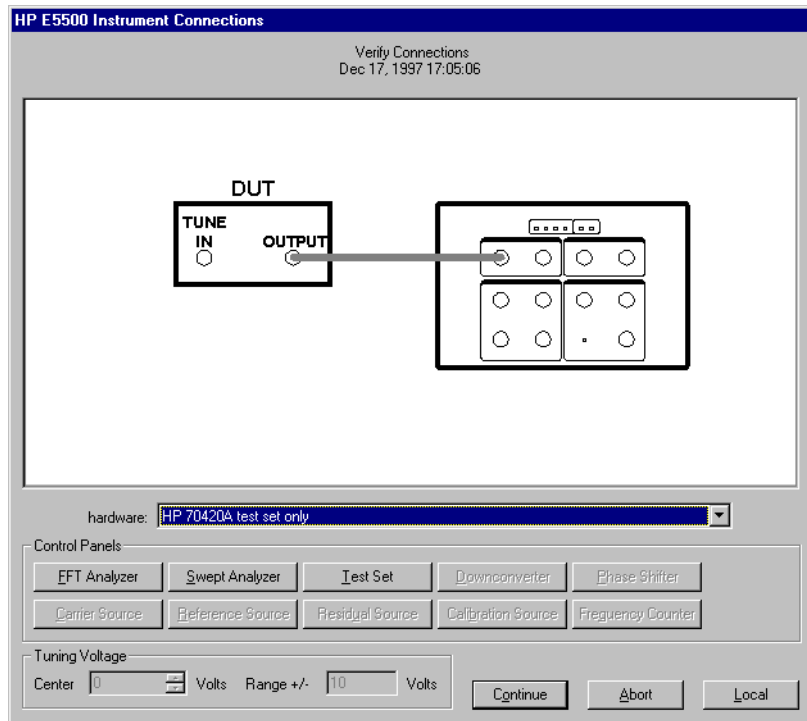 HP E5500 Instrument Connections
Verify Connections
Dec 17, 1997 17:05:06
DUT
TUNE
IN
OUTPUT
hardware: HP 70420A test set only
Control Panels
FFT Analyzer Swept Analyzer Test Set Downconverter Phase Shifter
Carrier Source Reference Source Residual Source Calibration Source Frequency Counter
Tuning Voltage
Center 0 Volts Range +/- 10 Volts
Continue Abort Local